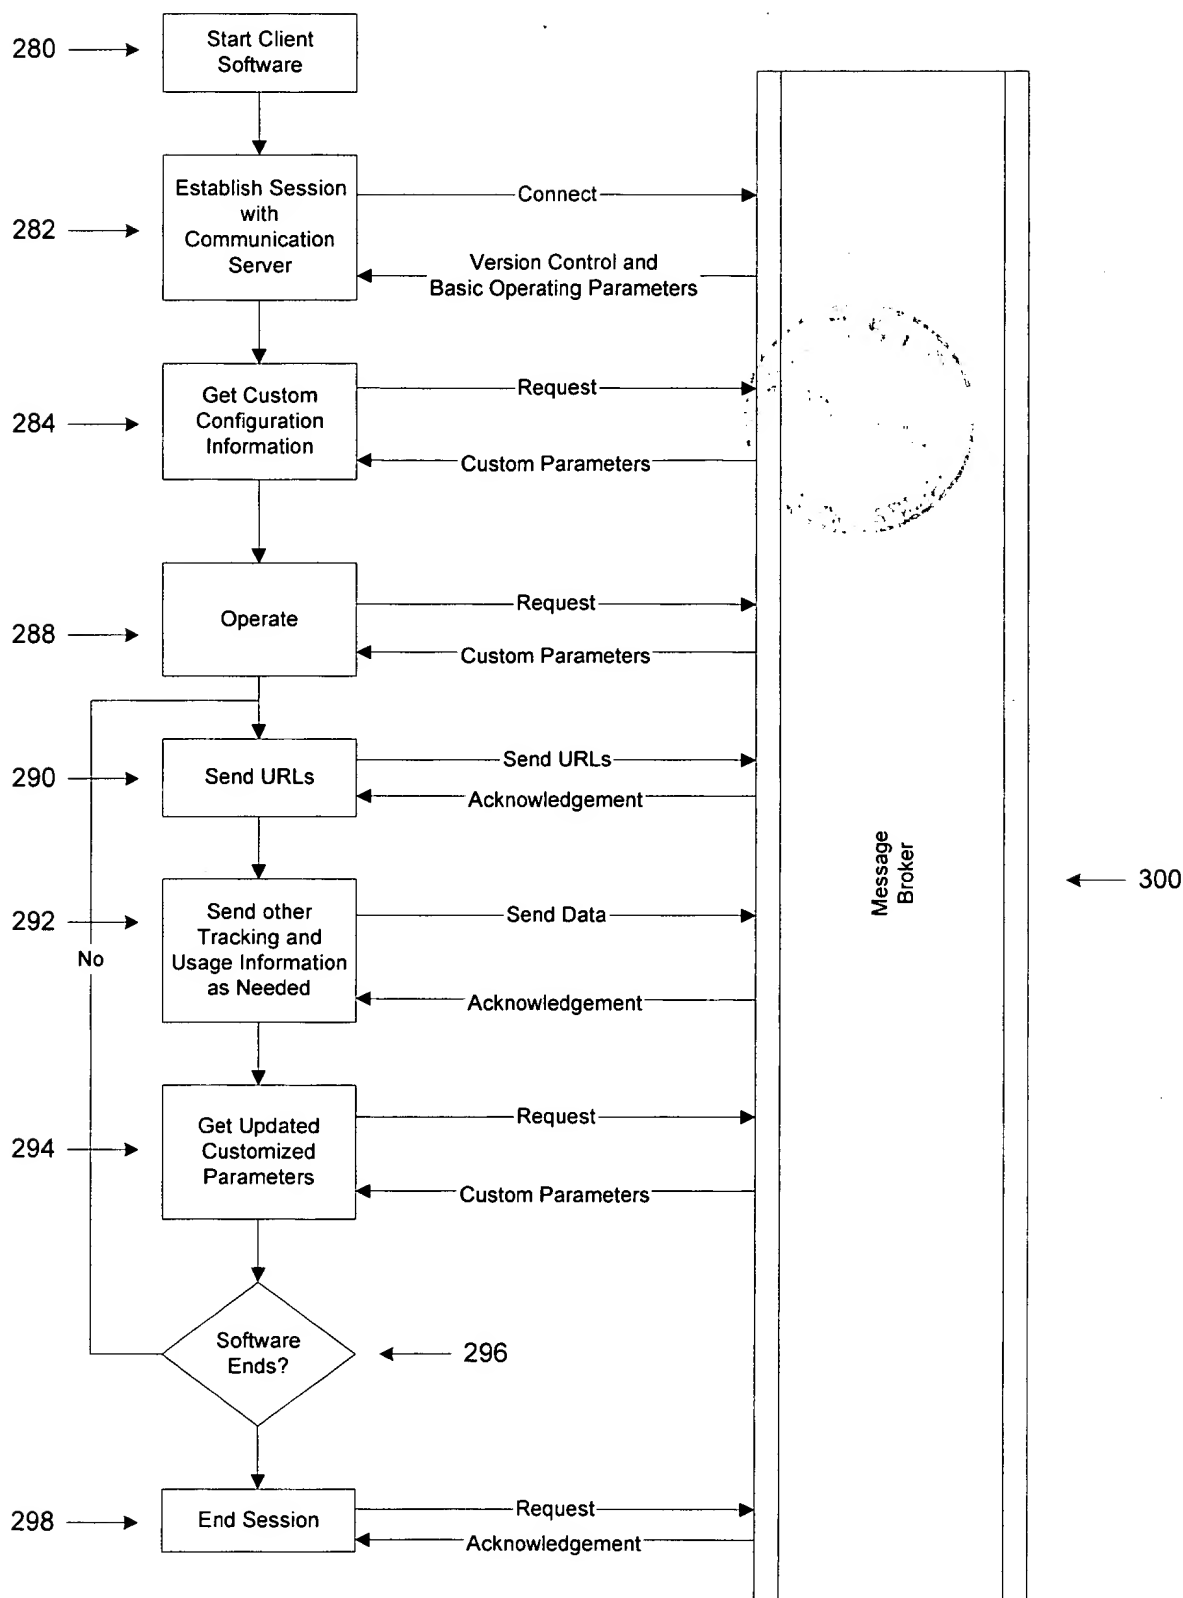 280
Start Client
Software
282
Establish Session
with
Communication
Server
Connect
Version Control and
Basic Operating Parameters
284
Get Custom
Configuration
Information
Request
Custom Parameters
288
Operate
Request
Custom Parameters
290
Send URLs
Send URLs
Acknowledgement
Message
Broker
300
292
Send other
Tracking and
Usage Information
as Needed
Send Data
Acknowledgement
No
294
Get Updated
Customized
Parameters
Request
Custom Parameters
Software
Ends?
296
298
End Session
Request
Acknowledgement